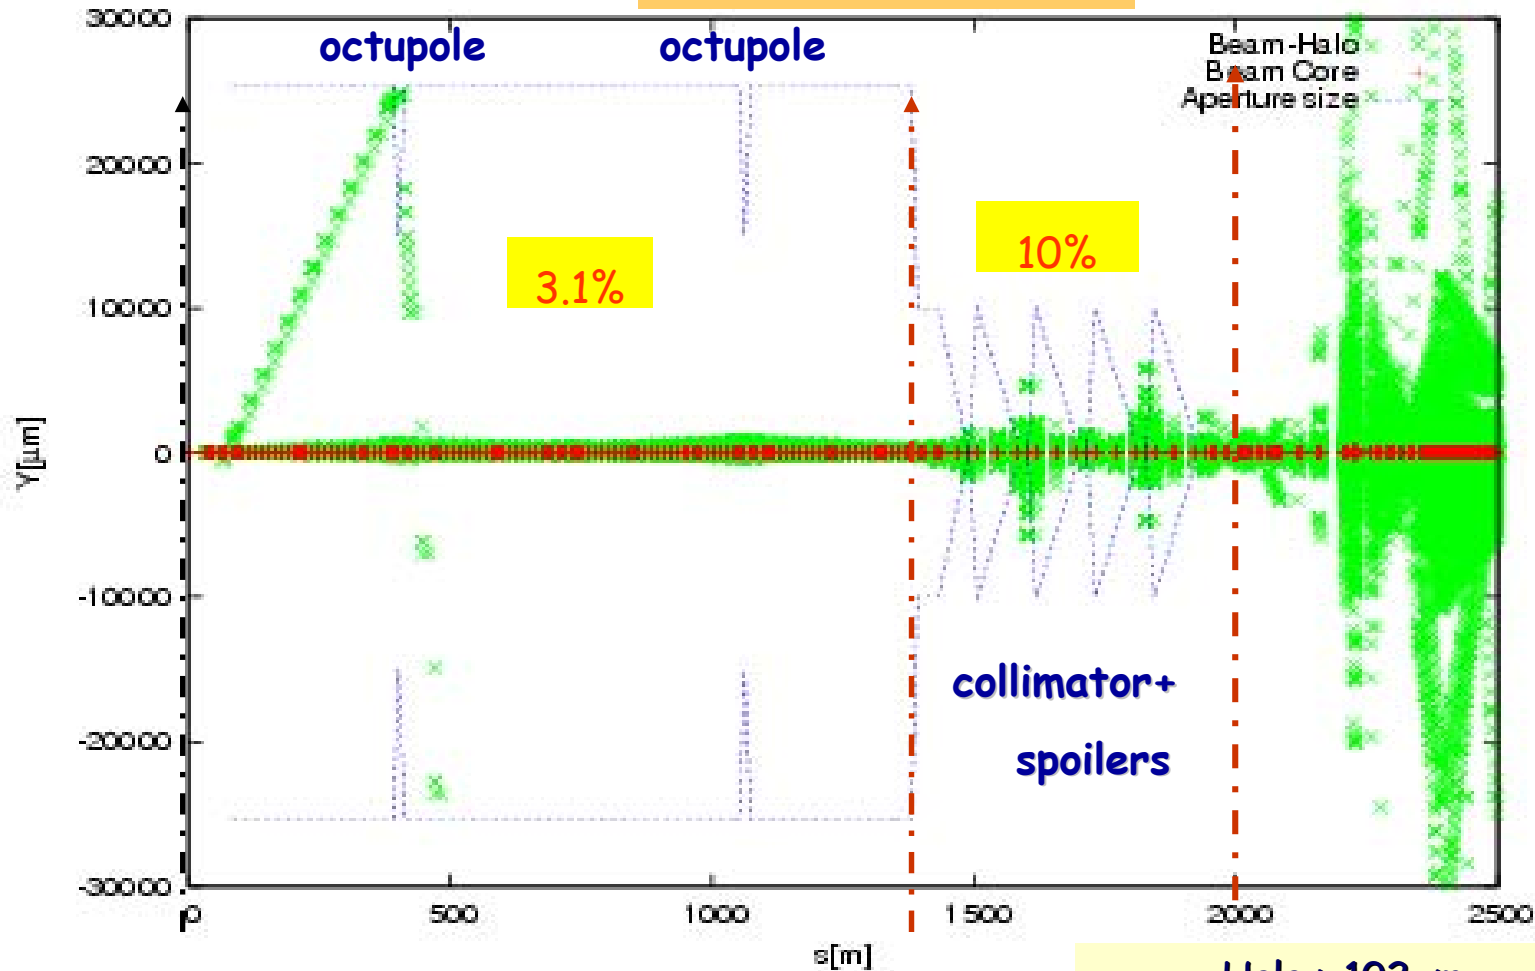 octupole
octupole
Beam-Halo
Beam Core
Aperture size
30000
20000
10000
0
-10000
-20000
-30000
Y[μm]
3.1%
10%
collimator+
spoilers
0
500
1000
1500
2000
2500
s[m]